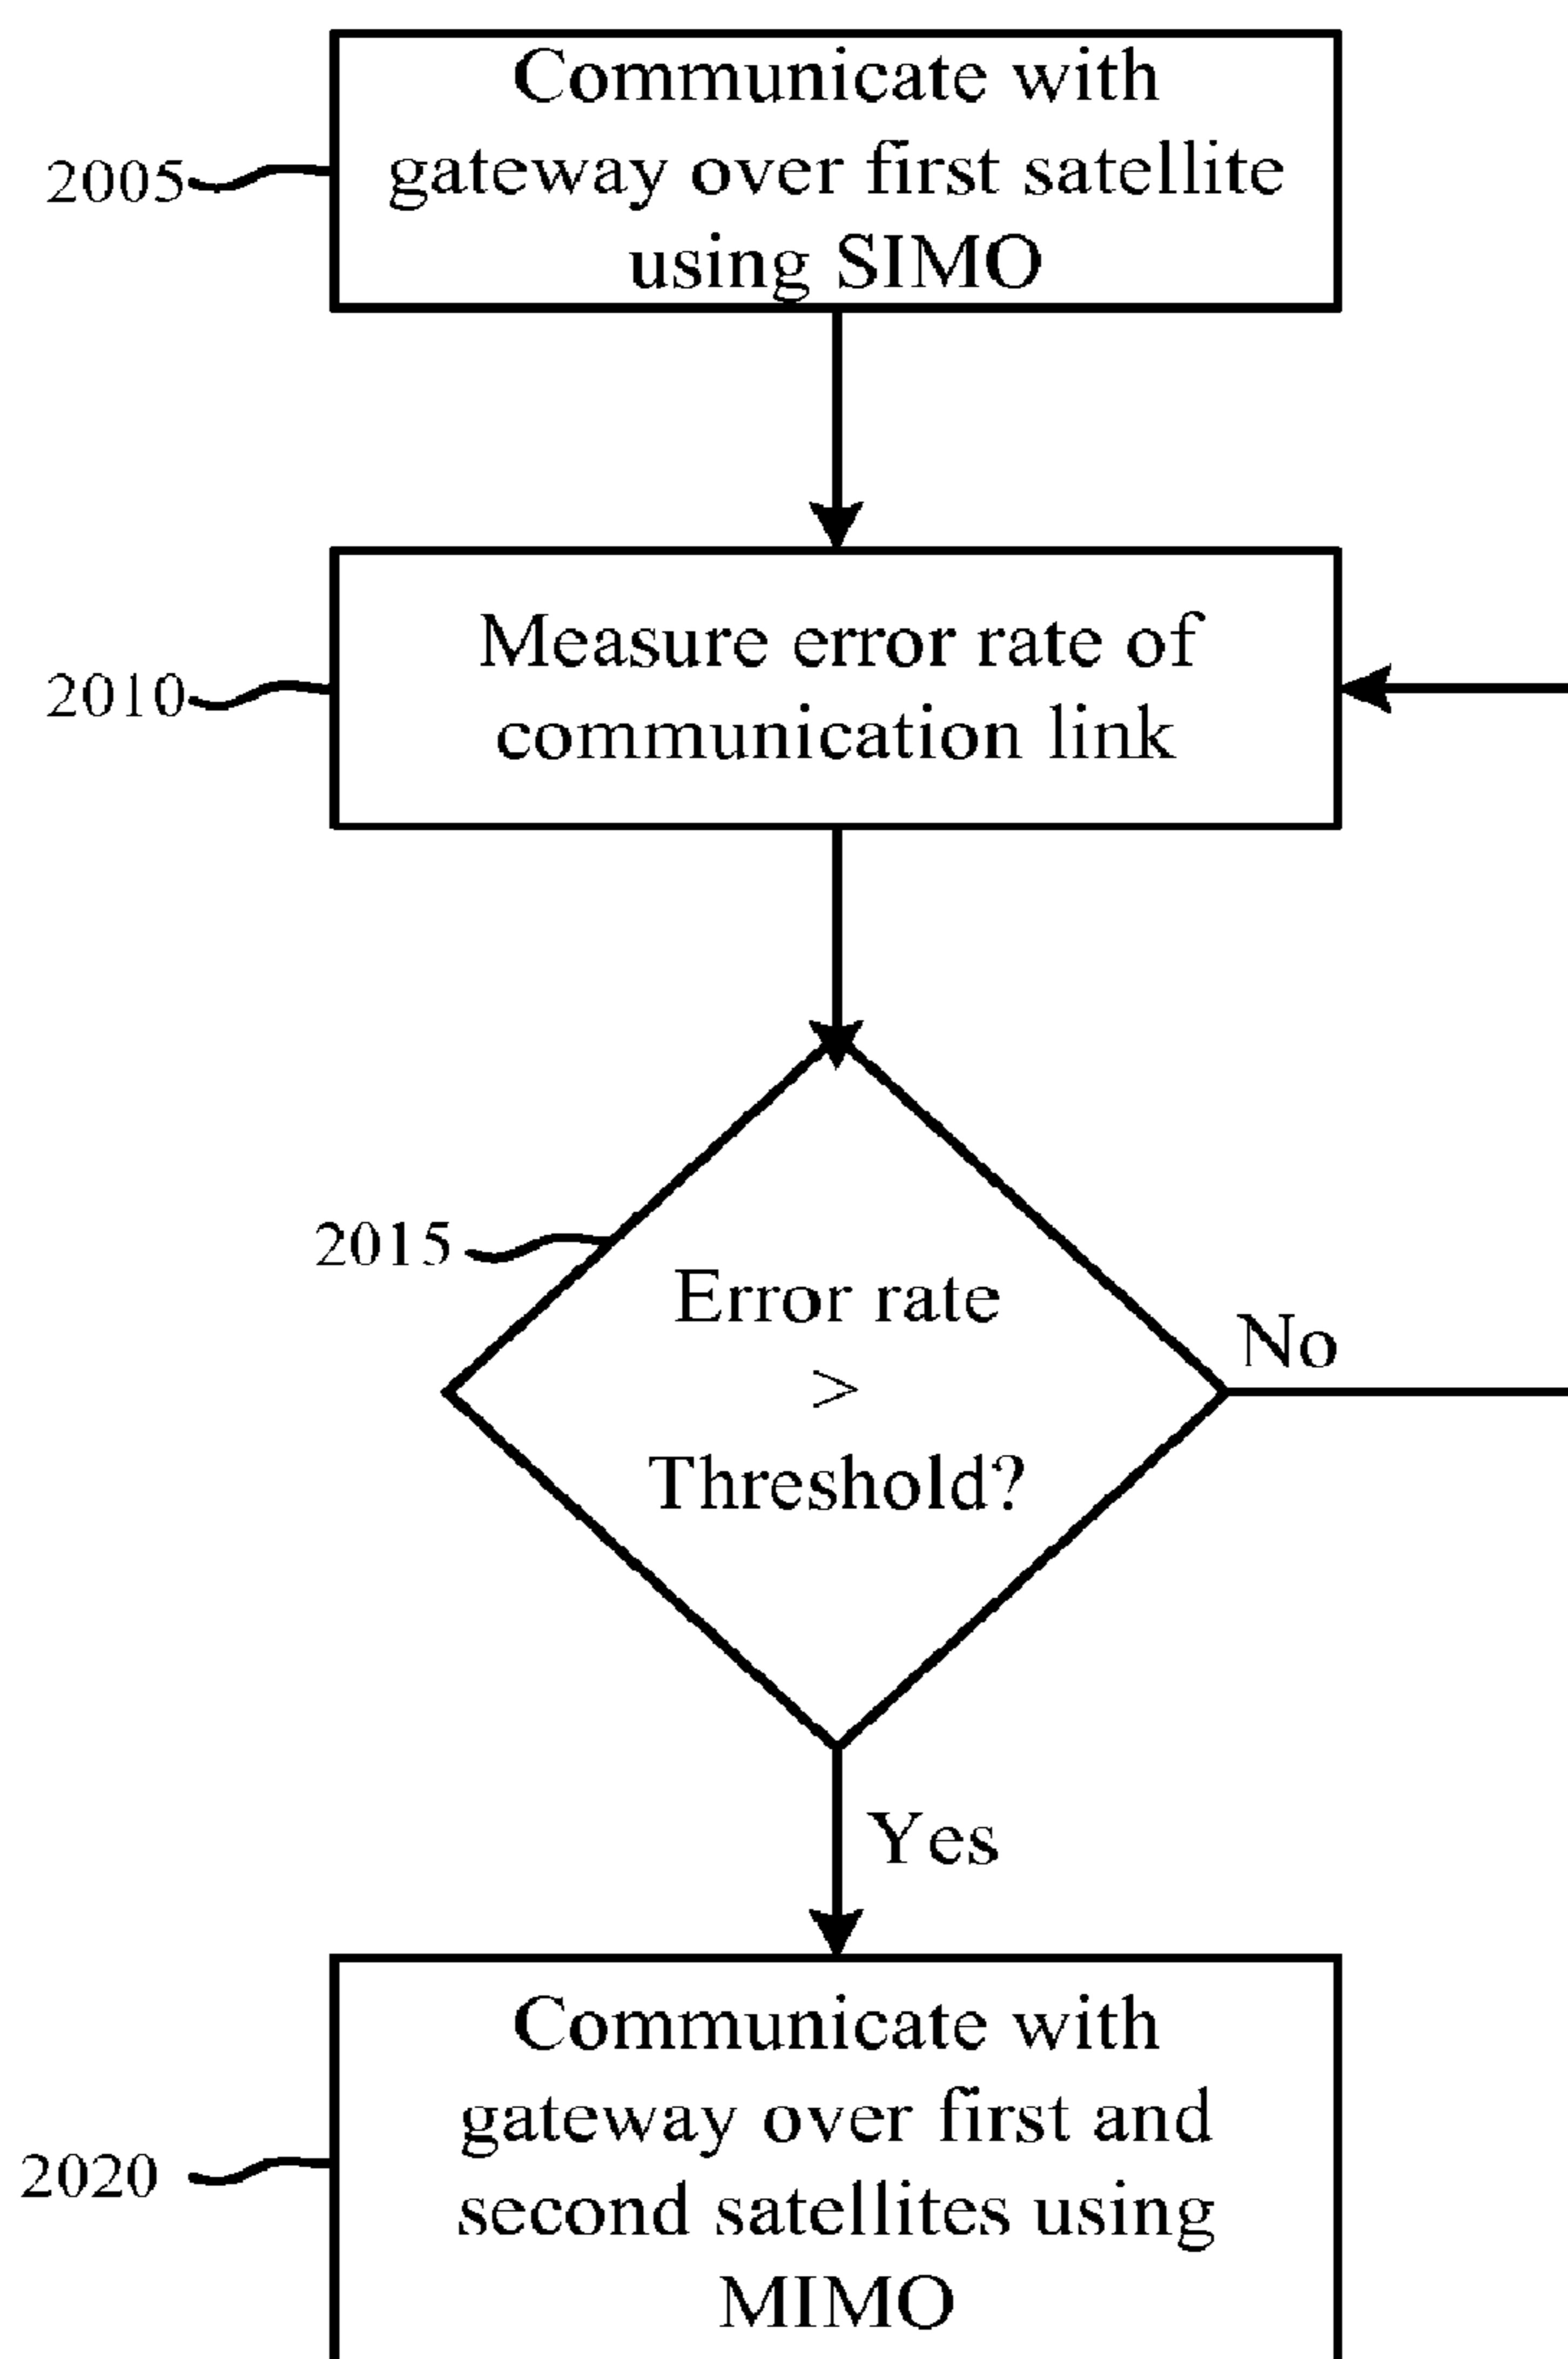 Communicate with
gateway over first satellite
using SIMO
2005
Measure error rate of
communication link
2010
2015
Error rate
>
Threshold?
No
Yes
Communicate with
gateway over first and
second satellites using
MIMO
2020